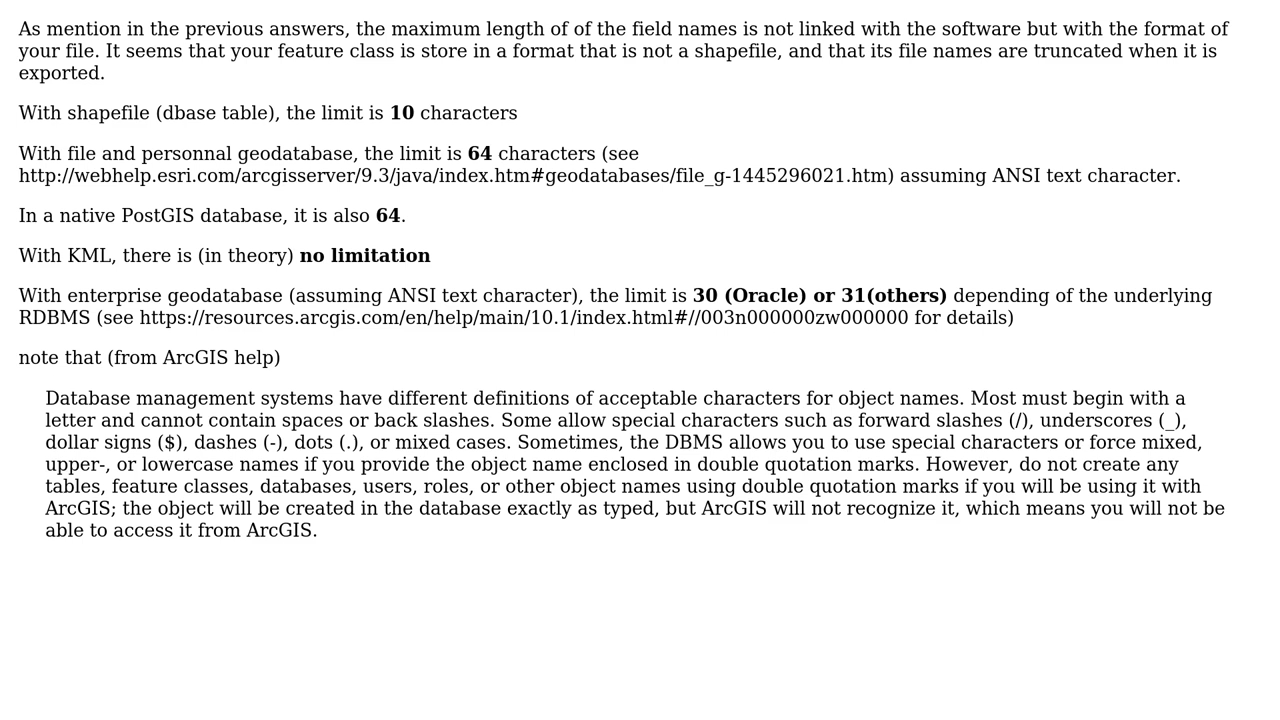 As mention in the previous answers, the maximum length of of the field names is not linked with the software but with the format of
your file. It seems that your feature class is store in a format that is not a shapefile, and that its file names are truncated when it is
exported.
With shapefile (dbase table), the limit is 10 characters
With file and personnal geodatabase, the limit is 64 characters (see
http://webhelp.esri.com/arcgisserver/9.3/java/index.htm#geodatabases/file_g-1445296021.htm) assuming ANSI text character.
In a native PostGIS database, it is also 64.
With KML, there is (in theory) no limitation
With enterprise geodatabase (assuming ANSI text character), the limit is 30 (Oracle) or 31(others) depending of the underlying
RDBMS (see https://resources.arcgis.com/en/help/main/10.1/index.html#//003n000000zw000000 for details)
note that (from ArcGIS help)
Database management systems have different definitions of acceptable characters for object names. Most must begin with a
letter and cannot contain spaces or back slashes. Some allow special characters such as forward slashes (/), underscores (_),
dollar signs ($), dashes (-), dots (.), or mixed cases. Sometimes, the DBMS allows you to use special characters or force mixed,
upper-, or lowercase names if you provide the object name enclosed in double quotation marks. However, do not create any
tables, feature classes, databases, users, roles, or other object names using double quotation marks if you will be using it with
ArcGIS; the object will be created in the database exactly as typed, but ArcGIS will not recognize it, which means you will not be
able to access it from ArcGIS.